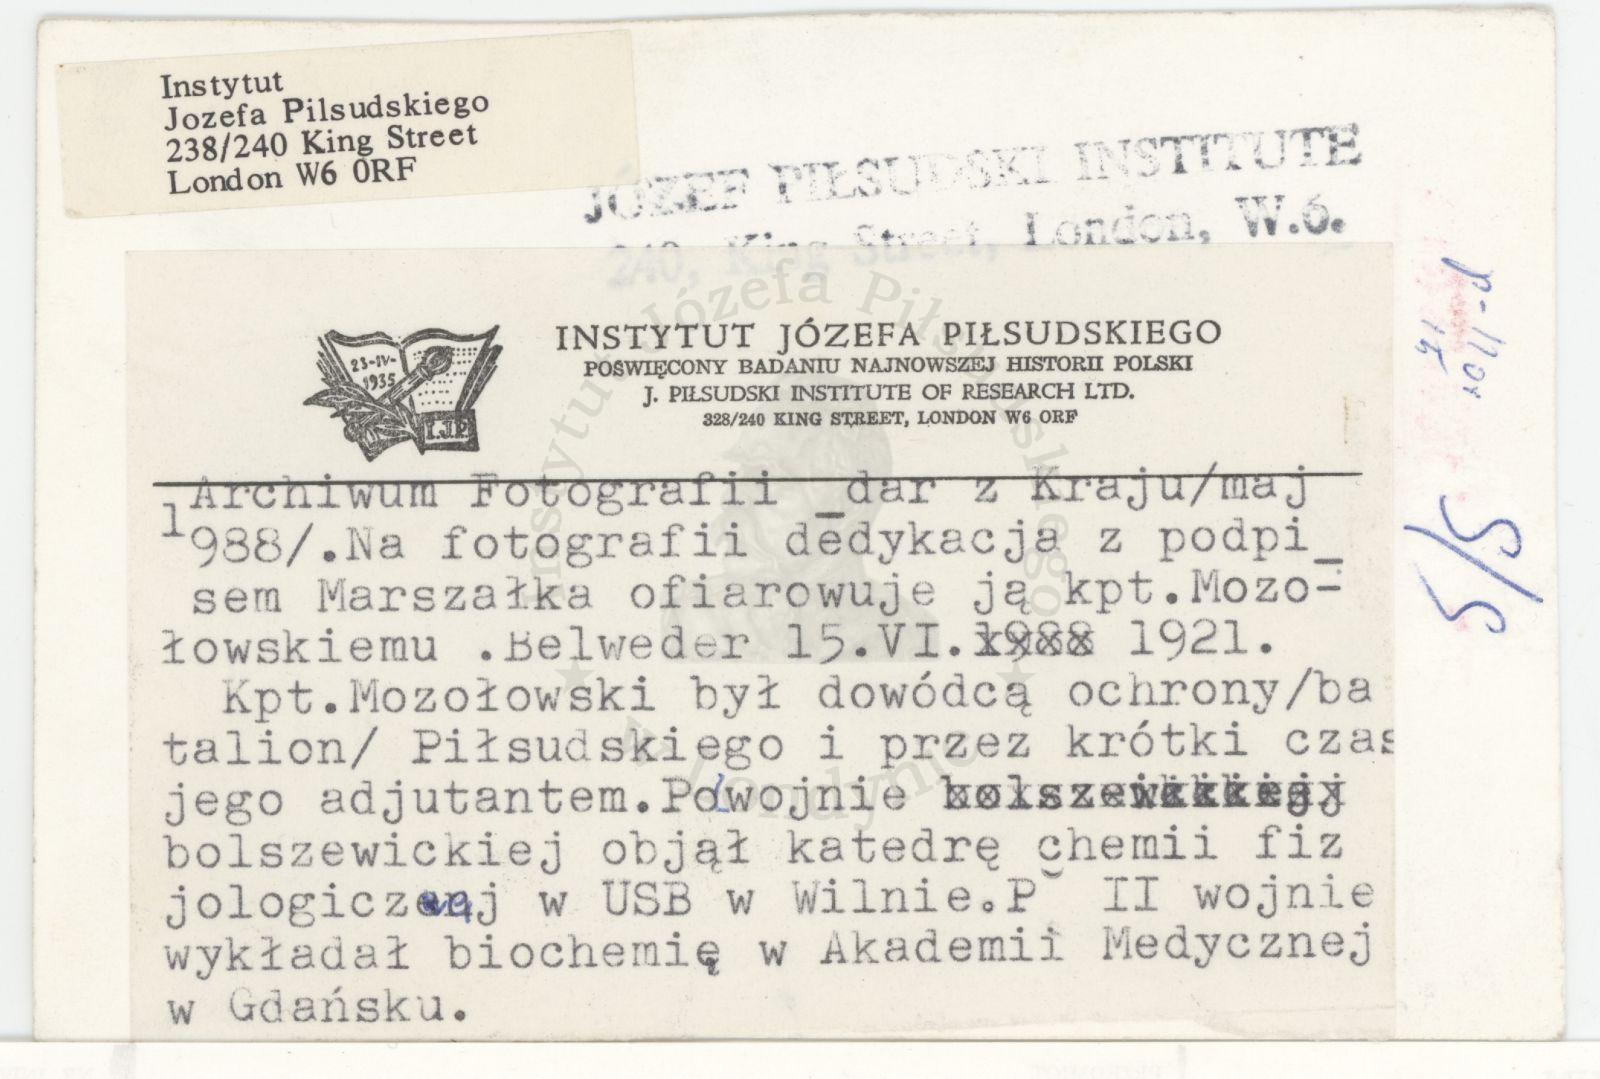 Instytut
Jozefa Pilsudskiego
238/240 King Street
London W6 0RF
JÓZEF PIŁSUDSKI INSTITUTE
240, King Street, London, W.6.
23-IV-
1935
I.J.P.
INSTYTUT JÓZEFA PIŁSUDSKIEGO
POŚWIĘCONY BADANIU NAJNOWSZEJ HISTORII POLSKI
J. PIŁSUDSKI INSTITUTE OF RESEARCH LTD.
328/240 KING STREET, LONDON W6 0RF
Archiwum Fotografii _dar z Kraju/maj
1988/.Na fotografii dedykacja z podpi_
sem Marszałka ofiarowuje ją kpt.Mozo-
łowskiemu .Belweder 15.VI.1988 1921.
Kpt.Mozołowski był dowódcą ochrony/ba
talion/ Piłsudskiego i przez krótki czas
jego adjutantem.Po wojnie bolszewickiej
bolszewickiej objął katedrę chemii fiz
jologicznej w USB w Wilnie.P II wojnie
wykładał biochemię w Akademii Medycznej
w Gdańsku.
5/5
Instytut Józefa Piłsudskiego
w Londynie